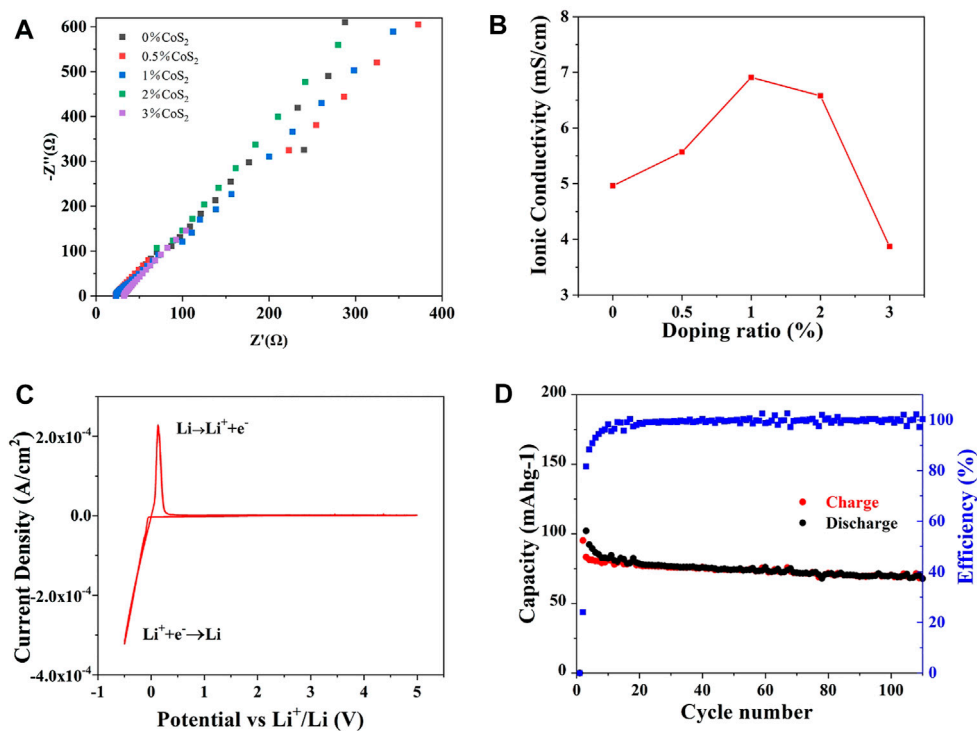 A
-Z''(Ω)
600
500
400
300
200
100
0
0%CoS₂
0.5%CoS₂
1%CoS₂
2%CoS₂
3%CoS₂
0 100 200 300 400
Z'(Ω)
B
Ionic Conductivity (mS/cm)
8
7
6
5
4
3
0 0.5 1 2 3
Doping ratio (%)
C
Current Density (A/cm²)
2.0x10⁻⁴
0.0
-2.0x10⁻⁴
-4.0x10⁻⁴
Li→Li⁺+e⁻
Li⁺+e⁻→Li
-1 0 1 2 3 4 5
Potential vs Li⁺/Li (V)
D
Capacity (mAhg-1)
200
175
150
125
100
75
50
25
0
Charge
Discharge
100
80
60
40
20
0
Efficiency (%)
0 20 40 60 80 100
Cycle number